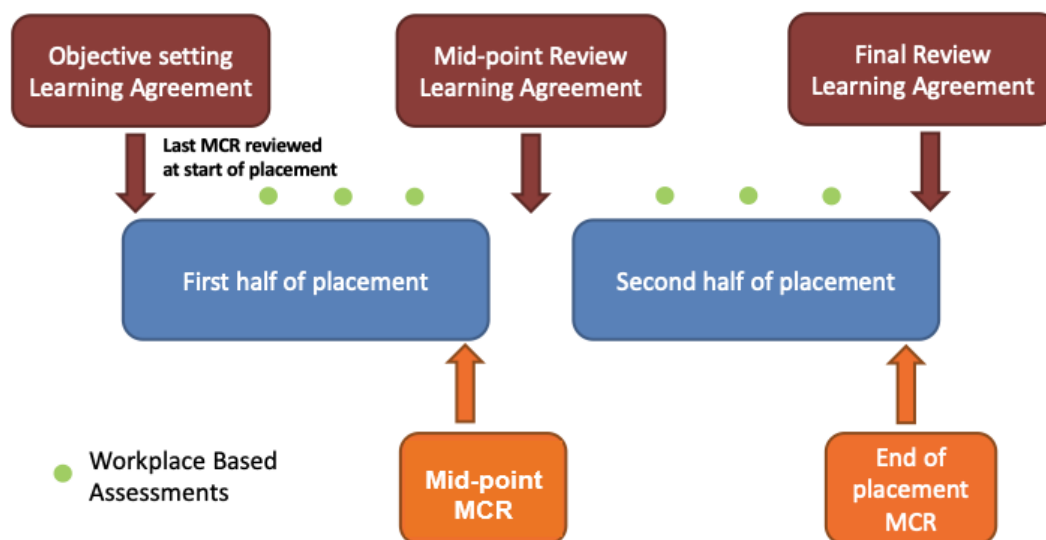 Objective setting
Learning Agreement
Mid-point Review
Learning Agreement
Final Review
Learning Agreement
Last MCR reviewed
at start of placement
First half of placement
Second half of placement
Workplace Based
Assessments
Mid-point
MCR
End of
placement
MCR